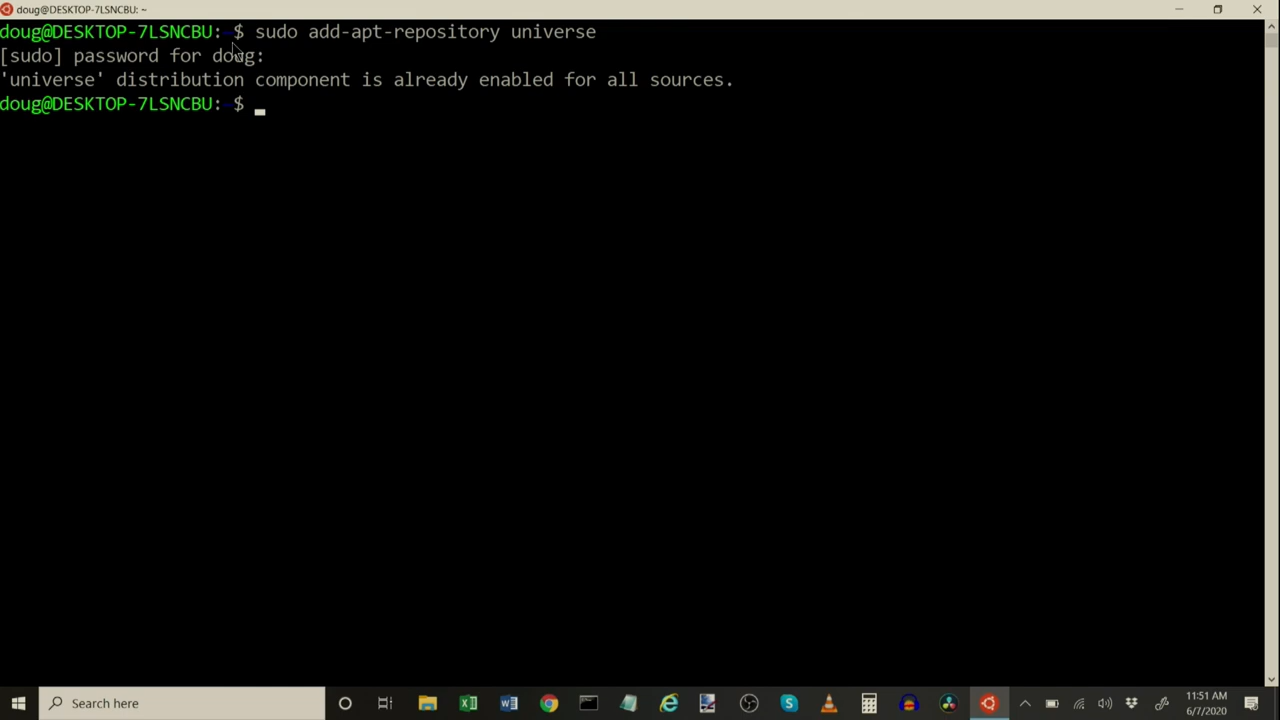 doug@DESKTOP-7LSNCBU: ~
doug@DESKTOP-7LSNCBU:~$ sudo add-apt-repository universe
[sudo] password for doug:
'universe' distribution component is already enabled for all sources.
doug@DESKTOP-7LSNCBU:~$
Search here
11:51 AM
6/7/2020